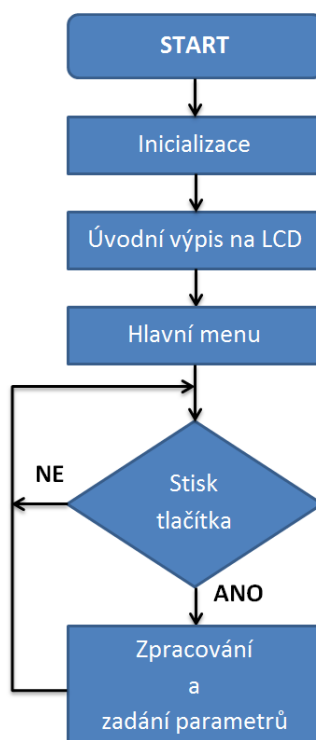 START
Inicializace
Úvodní výpis na LCD
Hlavní menu
NE
Stisk
tlačítka
ANO
Zpracování
a
zadání parametrů